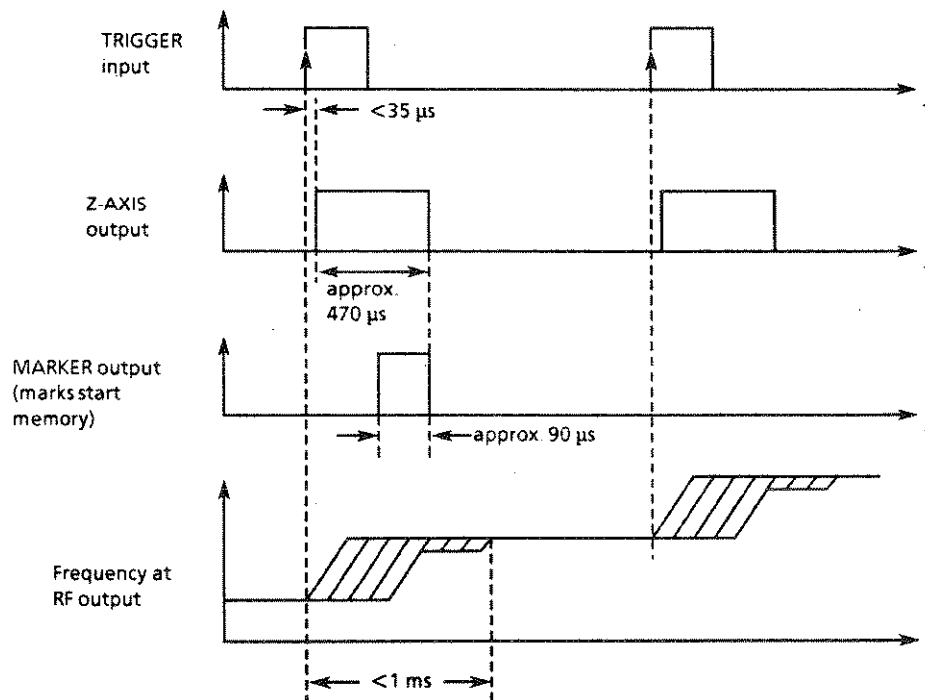 TRIGGER
input
<35 µs
Z-AXIS
output
approx.
470 µs
MARKER output
(marks start
memory)
approx. 90 µs
Frequency at
RF output
<1 ms